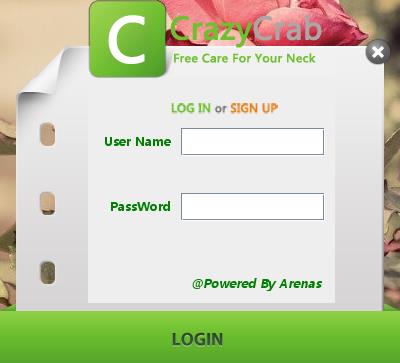 C CrazyCrab
Free Care For Your Neck
LOG IN or SIGN UP
User Name
PassWord
@Powered By Arenas
LOGIN